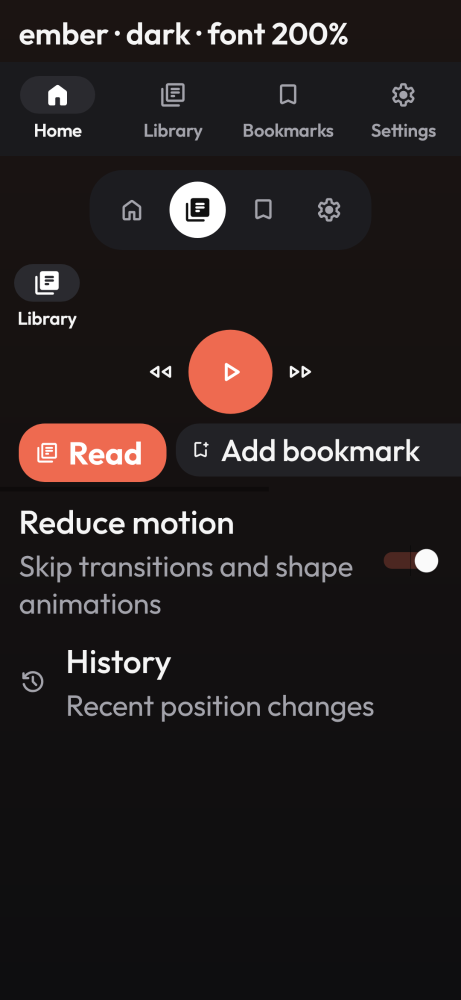 ember · dark · font 200%
Home Library Bookmarks Settings
Library
Read Add bookmark
Reduce motion
Skip transitions and shape
animations
History
Recent position changes